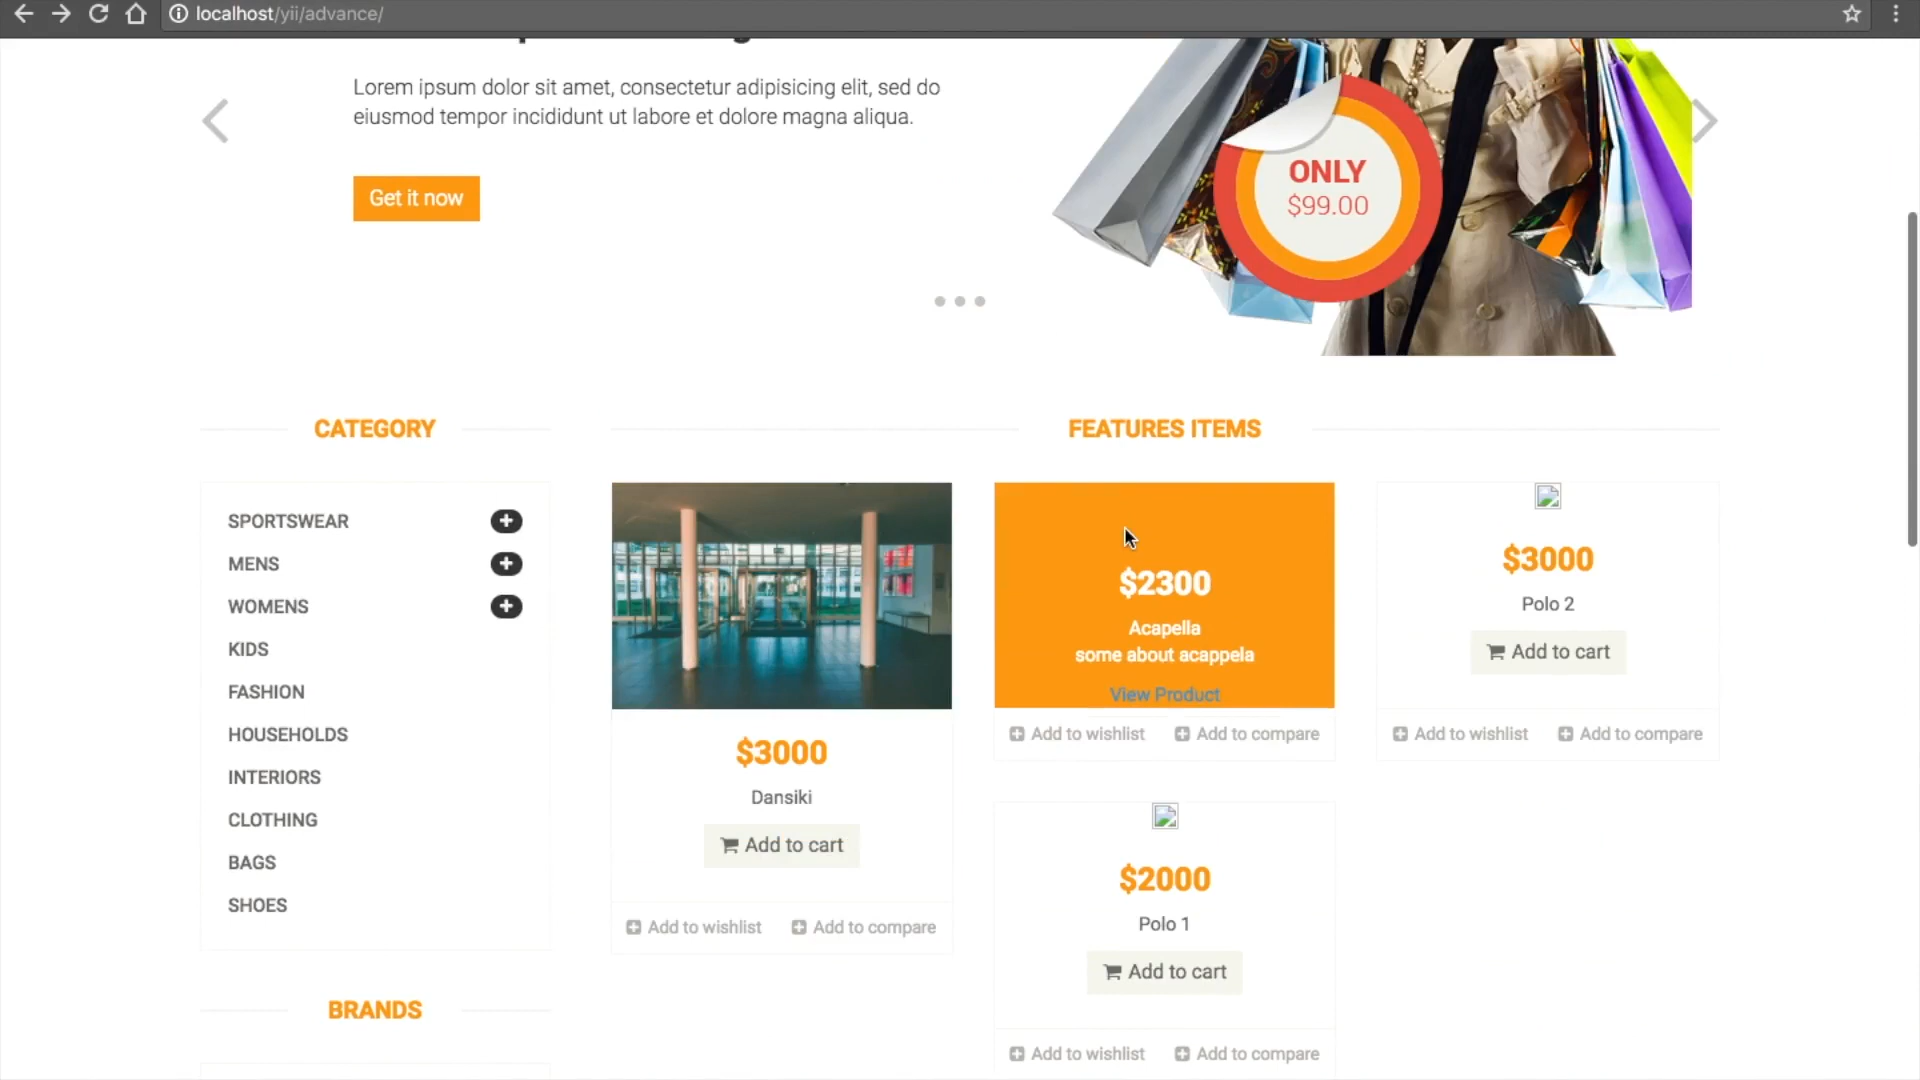 localhost/yii/advance/
Lorem ipsum dolor sit amet, consectetur adipisicing elit, sed do
eiusmod tempor incididunt ut labore et dolore magna aliqua.
Get it now
ONLY
$99.00
CATEGORY
SPORTSWEAR
MENS
WOMENS
KIDS
FASHION
HOUSEHOLDS
INTERIORS
CLOTHING
BAGS
SHOES
BRANDS
FEATURES ITEMS
$3000
Dansiki
Add to cart
Add to wishlist
Add to compare
$2300
Acapella
some about acappela
View Product
Add to wishlist
Add to compare
$3000
Polo 2
Add to cart
Add to wishlist
Add to compare
$2000
Polo 1
Add to cart
Add to wishlist
Add to compare